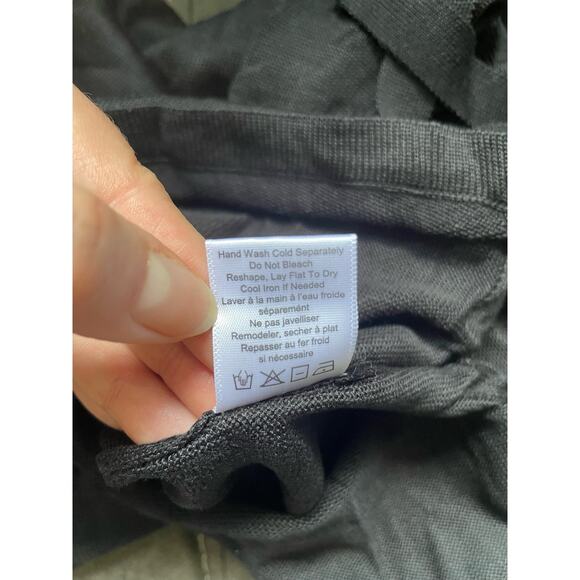 Hand Wash Cold Separately
Do Not Bleach
Reshape, Lay Flat To Dry
Cool Iron If Needed
Laver à la main à l'eau froide
séparement
Ne pas javelliser
Remodeler, secher à plat
Repasser au fer froid
si nécessaire